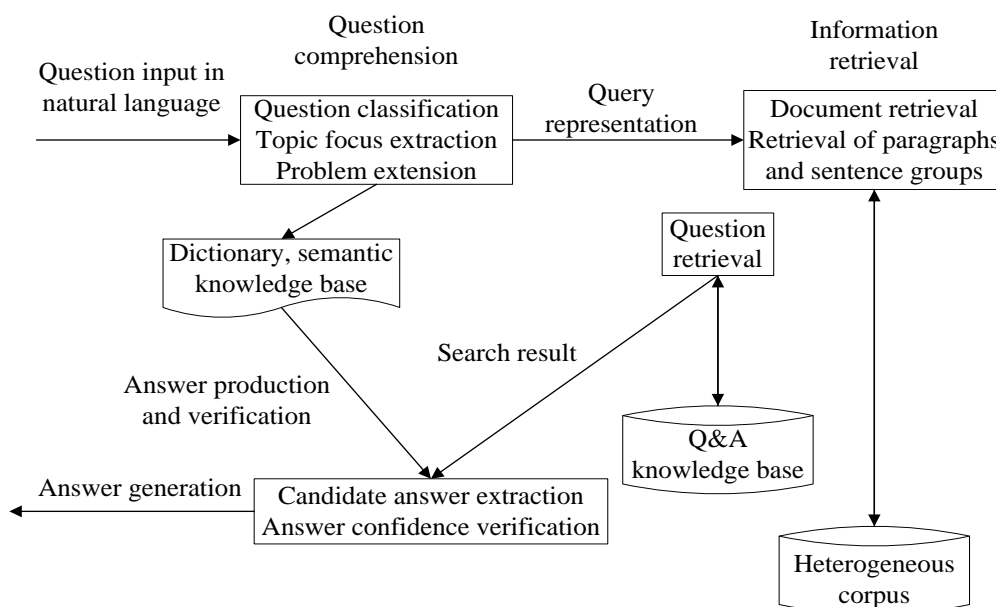 Question
comprehension
Information
retrieval
Question input in
natural language
Question classification
Topic focus extraction
Problem extension
Query
representation
Document retrieval
Retrieval of paragraphs
and sentence groups
Dictionary, semantic
knowledge base
Question
retrieval
Search result
Answer production
and verification
Q&A
knowledge base
Answer generation
Candidate answer extraction
Answer confidence verification
Heterogeneous
corpus